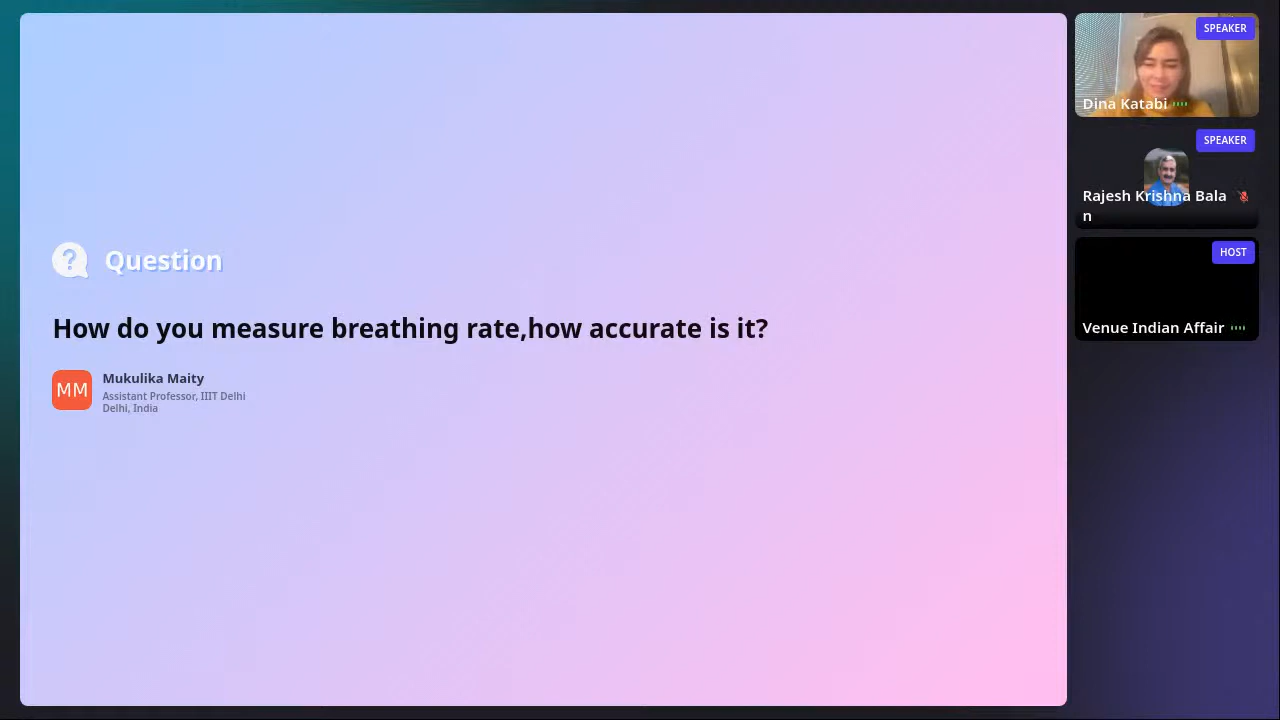 Question
How do you measure breathing rate,how accurate is it?
MM
Mukulika Maity
Assistant Professor, IIIT Delhi
Delhi, India
SPEAKER
Dina Katabi
SPEAKER
Rajesh Krishna Bala
n
HOST
Venue Indian Affair